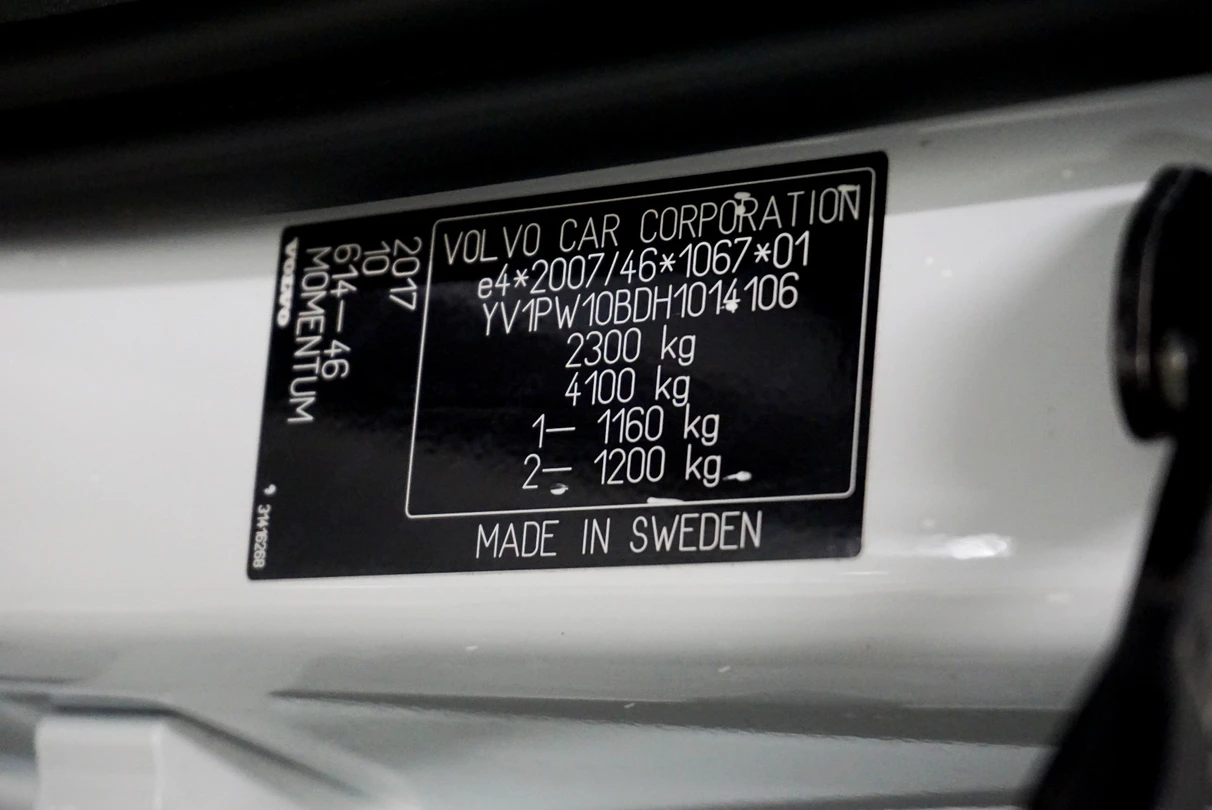 VOLVO CAR CORPORATION
e4*2007/46*1067*01
YV1PW10BDH1014106
2300 kg
4100 kg
1— 1160 kg
2— 1200 kg
MADE IN SWEDEN
2017
10
614—46
MOMENTUM
VOLVO
31416268